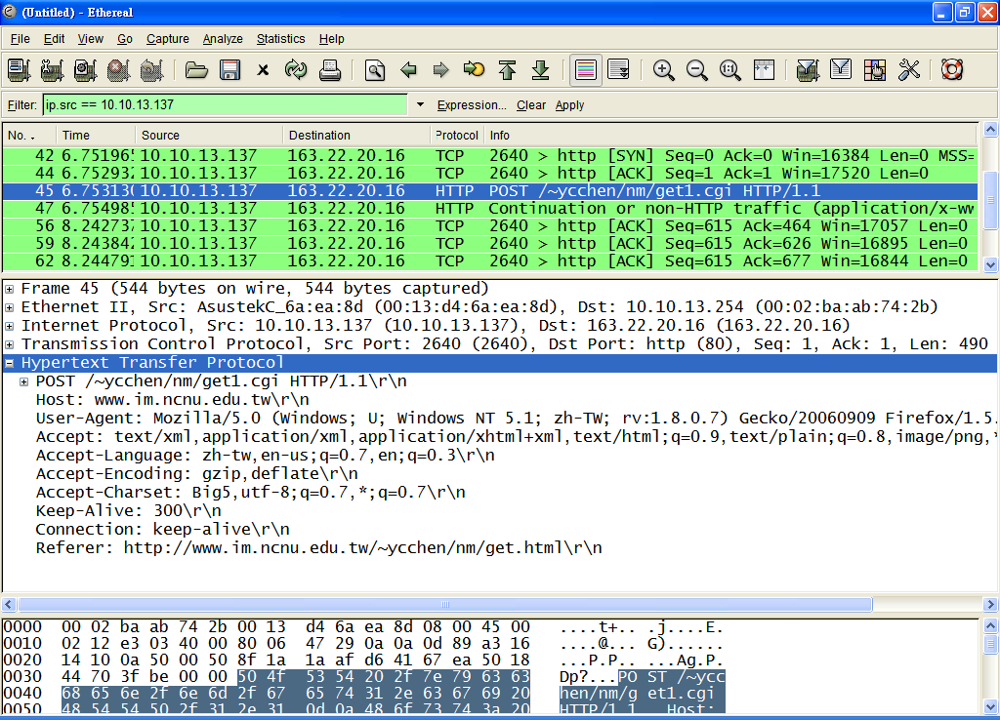 (Untitled) - Ethereal
File Edit View Go Capture Analyze Statistics Help
Filter: ip.src == 10.10.13.137 Expression... Clear Apply
No. . Time Source Destination Protocol Info
42 6.751965 10.10.13.137 163.22.20.16 TCP 2640 > http [SYN] Seq=0 Ack=0 Win=16384 Len=0 MSS=
44 6.752932 10.10.13.137 163.22.20.16 TCP 2640 > http [ACK] Seq=1 Ack=1 Win=17520 Len=0
45 6.753130 10.10.13.137 163.22.20.16 HTTP POST /~ycchen/nm/get1.cgi HTTP/1.1
47 6.754985 10.10.13.137 163.22.20.16 HTTP Continuation or non-HTTP traffic (application/x-ww
56 8.242737 10.10.13.137 163.22.20.16 TCP 2640 > http [ACK] Seq=615 Ack=464 Win=17057 Len=0
59 8.243842 10.10.13.137 163.22.20.16 TCP 2640 > http [ACK] Seq=615 Ack=626 Win=16895 Len=0
62 8.244791 10.10.13.137 163.22.20.16 TCP 2640 > http [ACK] Seq=615 Ack=677 Win=16844 Len=0
Frame 45 (544 bytes on wire, 544 bytes captured)
Ethernet II, Src: AsustekC_6a:ea:8d (00:13:d4:6a:ea:8d), Dst: 10.10.13.254 (00:02:ba:ab:74:2b)
Internet Protocol, Src: 10.10.13.137 (10.10.13.137), Dst: 163.22.20.16 (163.22.20.16)
Transmission Control Protocol, Src Port: 2640 (2640), Dst Port: http (80), Seq: 1, Ack: 1, Len: 490
Hypertext Transfer Protocol
POST /~ycchen/nm/get1.cgi HTTP/1.1\r\n
Host: www.im.ncnu.edu.tw\r\n
User-Agent: Mozilla/5.0 (Windows; U; Windows NT 5.1; zh-TW; rv:1.8.0.7) Gecko/20060909 Firefox/1.5.
Accept: text/xml,application/xml,application/xhtml+xml,text/html;q=0.9,text/plain;q=0.8,image/png,*
Accept-Language: zh-tw,en-us;q=0.7,en;q=0.3\r\n
Accept-Encoding: gzip,deflate\r\n
Accept-Charset: Big5,utf-8;q=0.7,*;q=0.7\r\n
Keep-Alive: 300\r\n
Connection: keep-alive\r\n
Referer: http://www.im.ncnu.edu.tw/~ycchen/nm/get.html\r\n
0000 00 02 ba ab 74 2b 00 13 d4 6a ea 8d 08 00 45 00 ....t+.. .j....E.
0010 02 12 e3 03 40 00 80 06 47 29 0a 0a 0d 89 a3 16 ....@... G)......
0020 14 10 0a 50 00 50 8f 1a 1a af d6 41 67 ea 50 18 ...P.P.. ...Ag.P.
0030 44 70 3f be 00 00 50 4f 53 54 20 2f 7e 79 63 63 Dp?...PO ST /~ycc
0040 68 65 6e 2f 6e 6d 2f 67 65 74 31 2e 63 67 69 20 hen/nm/g et1.cgi
0050 48 54 54 50 2f 31 2e 31 0d 0a 48 6f 73 74 3a 20 HTTP/1.1 ..Host: